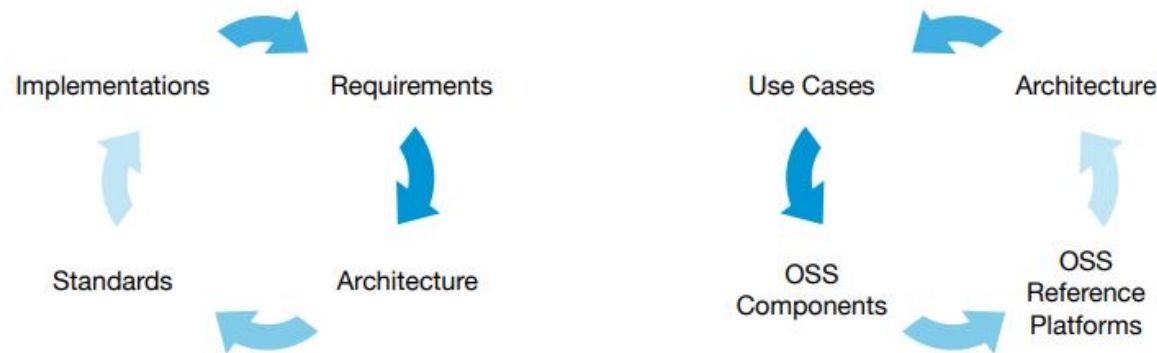 Implementations
Requirements
Standards
Architecture
Use Cases
Architecture
OSS
Components
OSS
Reference
Platforms